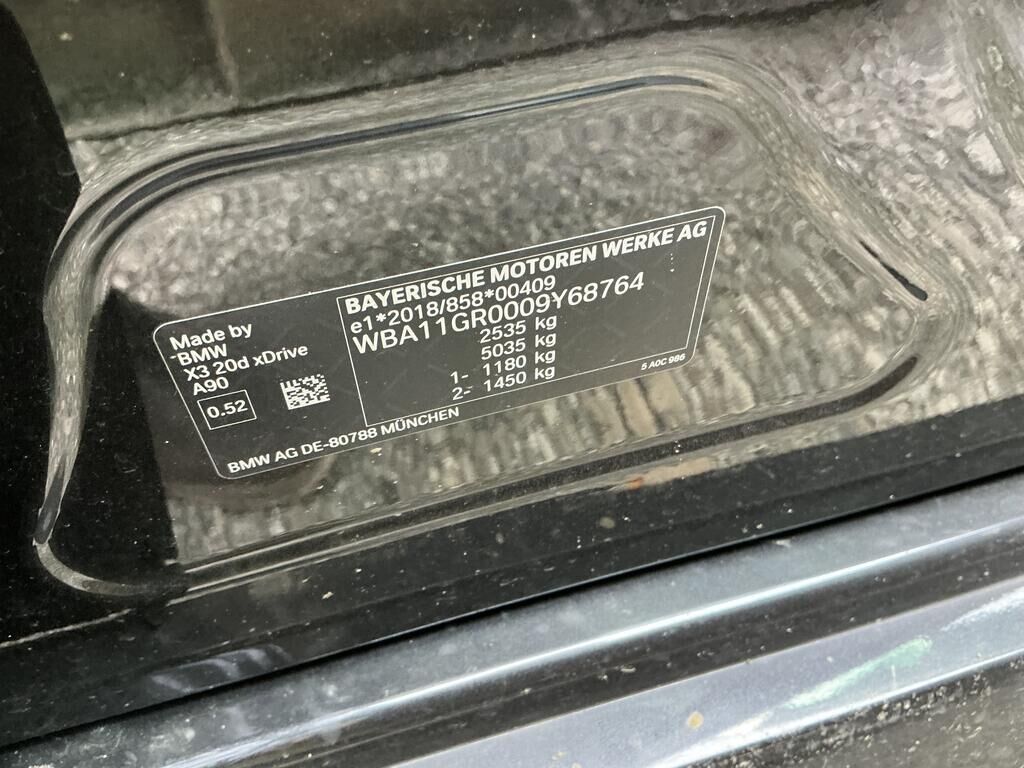 BAYERISCHE MOTOREN WERKE AG
e1*2018/858*00409
WBA11GR0009Y68764
2535 kg
5035 kg
1- 1180 kg
2- 1450 kg
5 A0C 986
Made by
BMW
X3 20d xDrive
A90
0.52
BMW AG DE-80788 MÜNCHEN